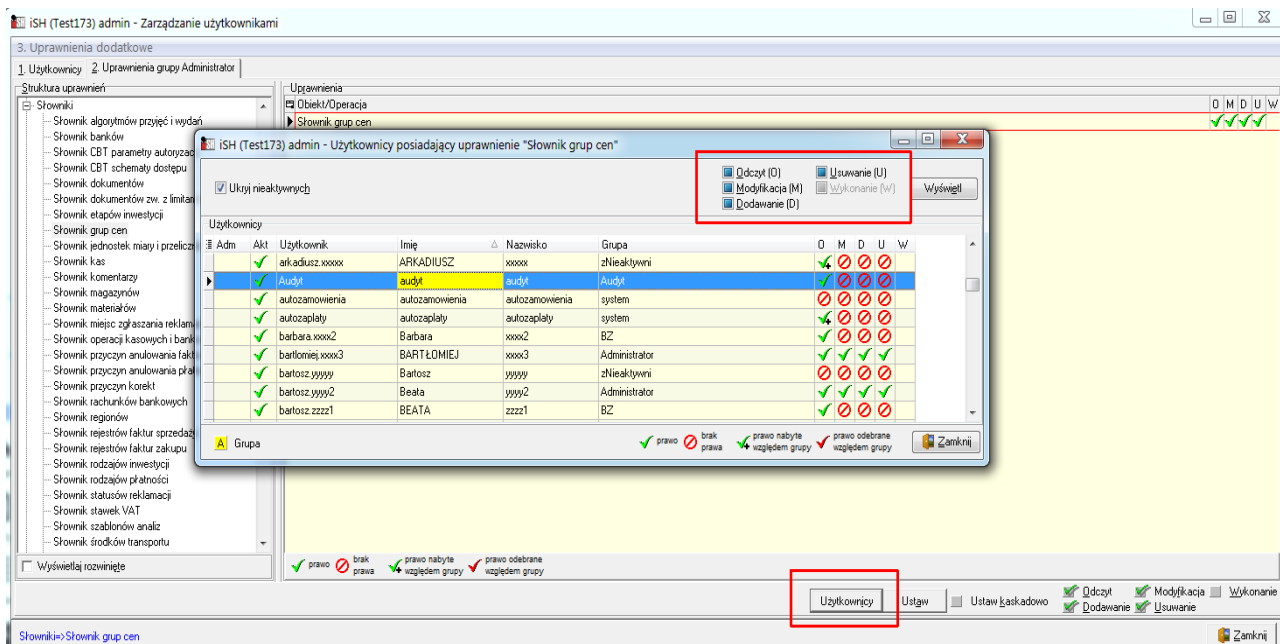 iSH (Test173) admin - Zarządzanie użytkownikami
3. Uprawnienia dodatkowe
1. Użytkownicy 2. Uprawnienia grupy Administrator
Struktura uprawnień
Słowniki
Słownik algorytmów przyjęć i wydań
Słownik banków
Słownik CBT parametry autoryzac
Słownik CBT schematy dostępu
Słownik dokumentów
Słownik dokumentów zw. z limitan
Słownik etapów inwestycji
Słownik grup cen
Słownik jednostek miary i przelicz
Słownik kas
Słownik komentarzy
Słownik magazynów
Słownik materiałów
Słownik miejsc zgłaszania reklam
Słownik operacji kasowych i bank
Słownik przyczyn anulowania fakt
Słownik przyczyn anulowania płat
Słownik przyczyn korekt
Słownik rachunków bankowych
Słownik regionów
Słownik rejestrów faktur sprzedaż
Słownik rejestrów faktur zakupu
Słownik rodzajów inwestycji
Słownik rodzajów płatności
Słownik statusów reklamacji
Słownik stawek VAT
Słownik szablonów analiz
Słownik środków transportu
Wyświetlaj rozwinięte
Uprawnienia
Obiekt/Operacja O M D U W
Słownik grup cen
iSH (Test173) admin - Użytkownicy posiadający uprawnienie "Słownik grup cen"
Ukryj nieaktywnych
Odczyt (O) Usuwanie (U)
Modyfikacja (M) Wykonanie (W)
Dodawanie (D)
Wyświetl
Użytkownicy
Adm Akt Użytkownik Imię Nazwisko Grupa O M D U W
arkadiusz.xxxxx ARKADIUSZ xxxxx zNieaktywni
Audyt audyt audyt Audyt
autozamowienia autozamowienia autozamowienia system
autozaplaty autozaplaty autozaplaty system
barbara.xxxx2 Barbara xxxx2 BZ
bartlomiej.xxxx3 BARTŁOMIEJ xxxx3 Administrator
bartosz.yyyyy Bartosz yyyyy zNieaktywni
bartosz.yyyy2 Beata yyyy2 Administrator
bartosz.zzzz1 BEATA zzzz1 BZ
A Grupa
prawo brak prawa prawo nabyte względem grupy prawo odebrane względem grupy
Zamknij
prawo brak prawa prawo nabyte względem grupy prawo odebrane względem grupy
Użytkownicy Ustaw Ustaw kaskadowo
Odczyt Modyfikacja Wykonanie
Dodawanie Usuwanie
Słowniki=>Słownik grup cen
Zamknij